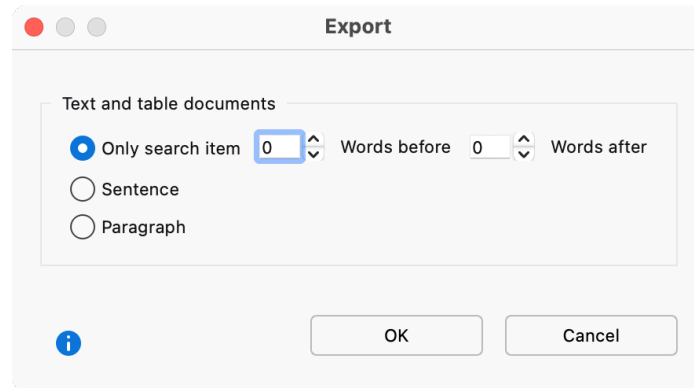 Export
Text and table documents
Only search item 0 Words before 0 Words after
Sentence
Paragraph
i
OK Cancel